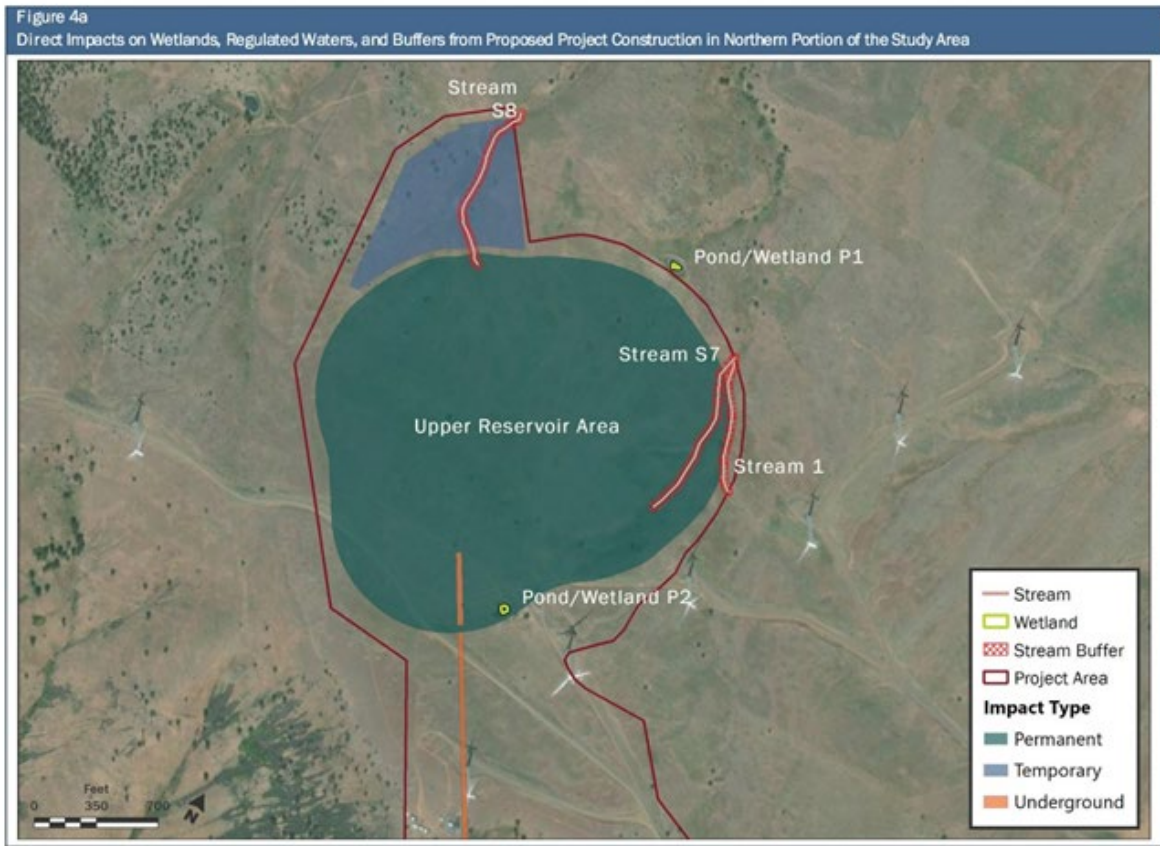 Figure 4a
Direct Impacts on Wetlands, Regulated Waters, and Buffers from Proposed Project Construction in Northern Portion of the Study Area
Stream
S8
Pond/Wetland P1
Stream S7
Upper Reservoir Area
Stream 1
Pond/Wetland P2
Stream
Wetland
Stream Buffer
Project Area
Impact Type
Permanent
Temporary
Underground
Feet
0 350 700
N